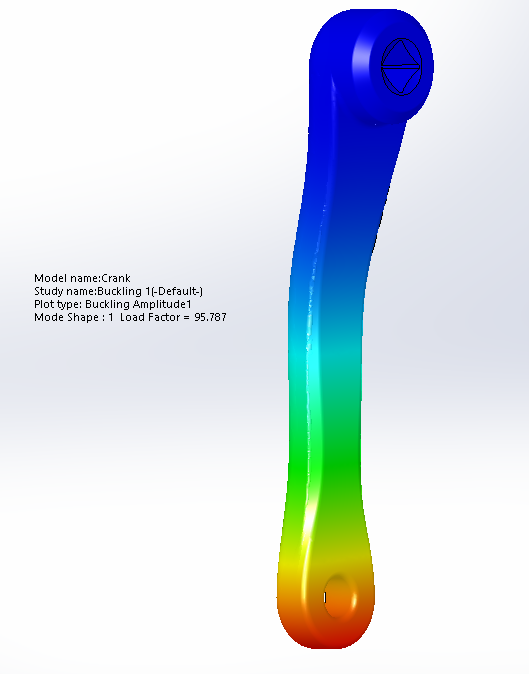 Model name:Crank
Study name:Buckling 1(-Default-)
Plot type: Buckling Amplitude1
Mode Shape : 1 Load Factor = 95.787